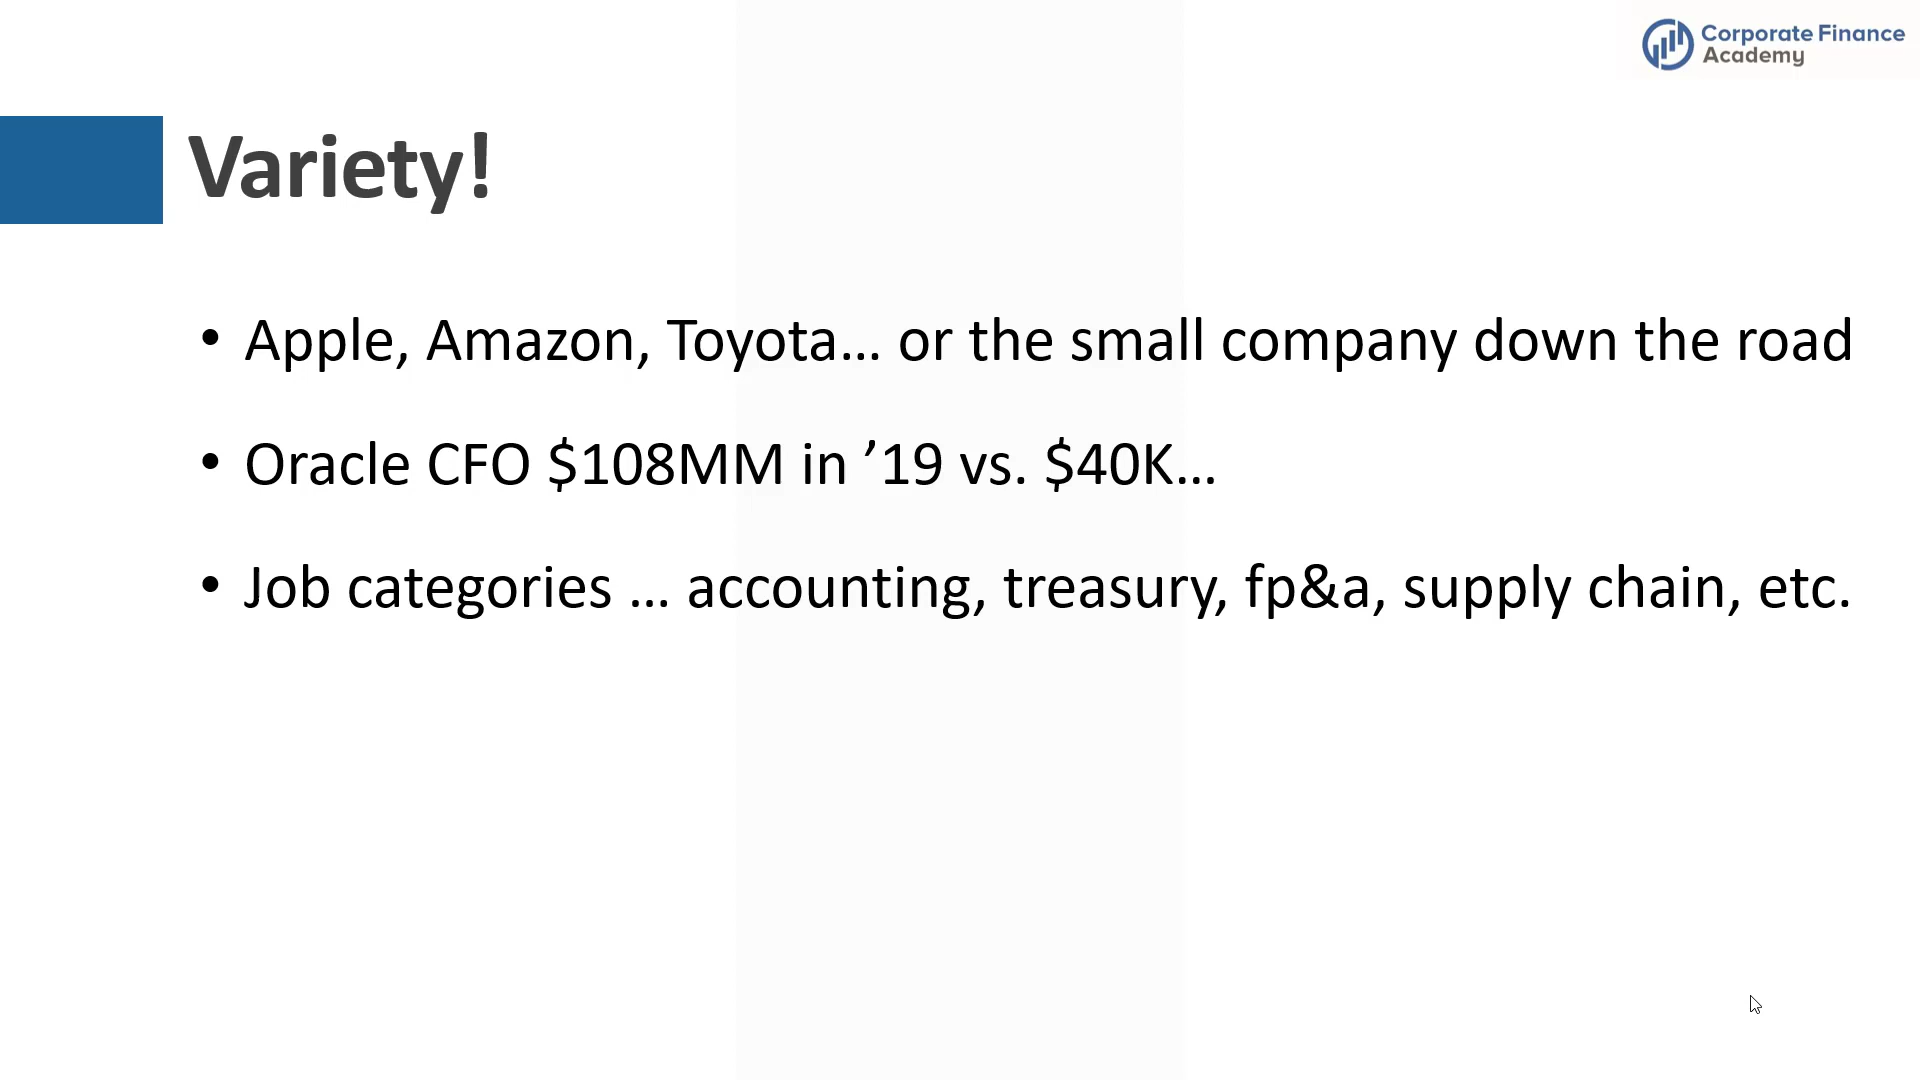 Corporate Finance
Academy
Variety!
• Apple, Amazon, Toyota… or the small company down the road
• Oracle CFO $108MM in ’19 vs. $40K…
• Job categories … accounting, treasury, fp&a, supply chain, etc.